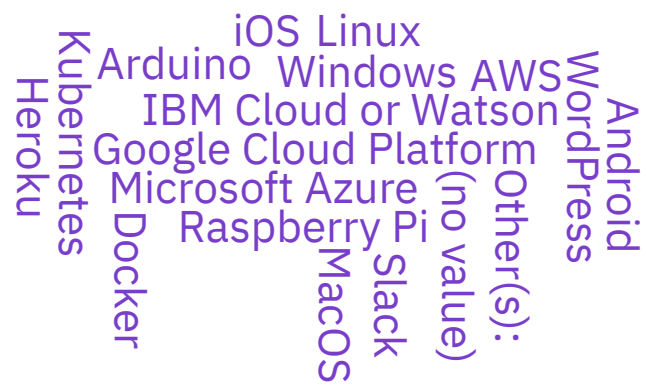 iOS
Linux
Arduino
Windows
AWS
IBM Cloud or Watson
Google Cloud Platform
Microsoft Azure
Raspberry Pi
Heroku
Kubernetes
Docker
MacOS
Slack
(no value)
Other(s):
WordPress
Android